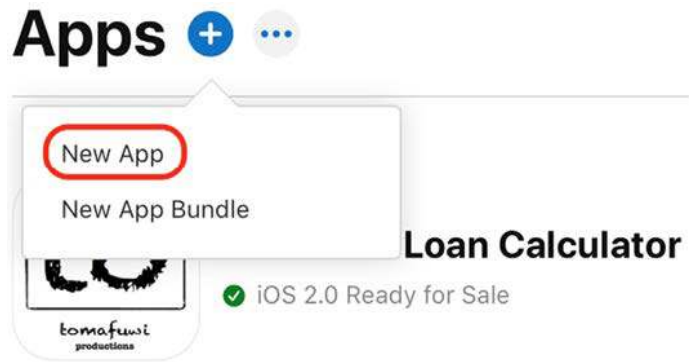 Apps
New App
New App Bundle
Loan Calculator
iOS 2.0 Ready for Sale
tomafuwi
productions